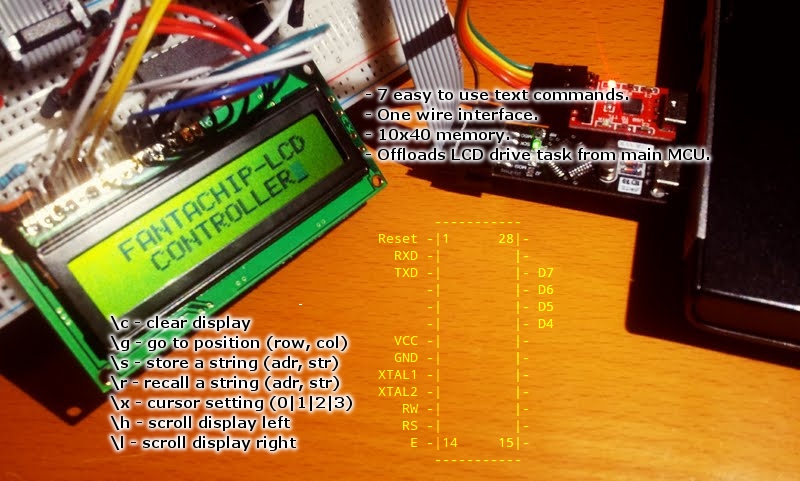 - 7 easy to use text commands.
- One wire interface.
- 10x40 memory.
- Offloads LCD drive task from main MCU.
FANTACHIP-LCD
CONTROLLER_
-----------
Reset -|1 28|-
RXD -| |-
TXD -| |- D7
-| |- D6
-| |- D5
-| |- D4
VCC -| |-
GND -| |-
XTAL1 -| |-
XTAL2 -| |-
RW -| |-
RS -| |-
E -|14 15|-
-----------
\c - clear display
\g - go to position (row, col)
\s - store a string (adr, str)
\r - recall a string (adr, str)
\x - cursor setting (0|1|2|3)
\h - scroll display left
\l - scroll display right